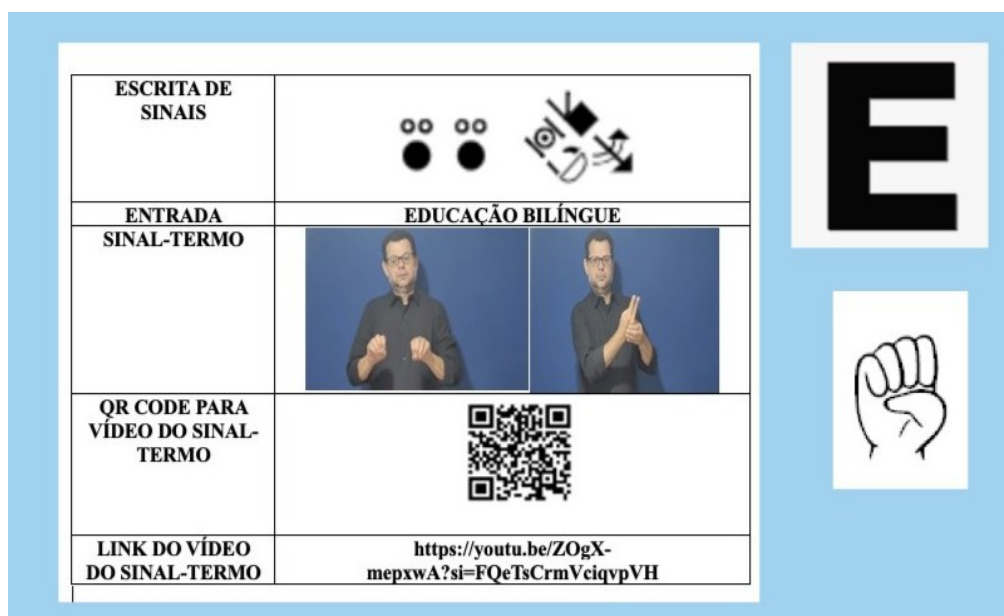 ESCRITA DE
SINAIS
ENTRADA
EDUCAÇÃO BILÍNGUE
SINAL-TERMO
QR CODE PARA
VÍDEO DO SINAL-
TERMO
LINK DO VÍDEO
DO SINAL-TERMO
https://youtu.be/ZOgX-
mepxwA?si=FQeTsCrmVciqvpVH
E